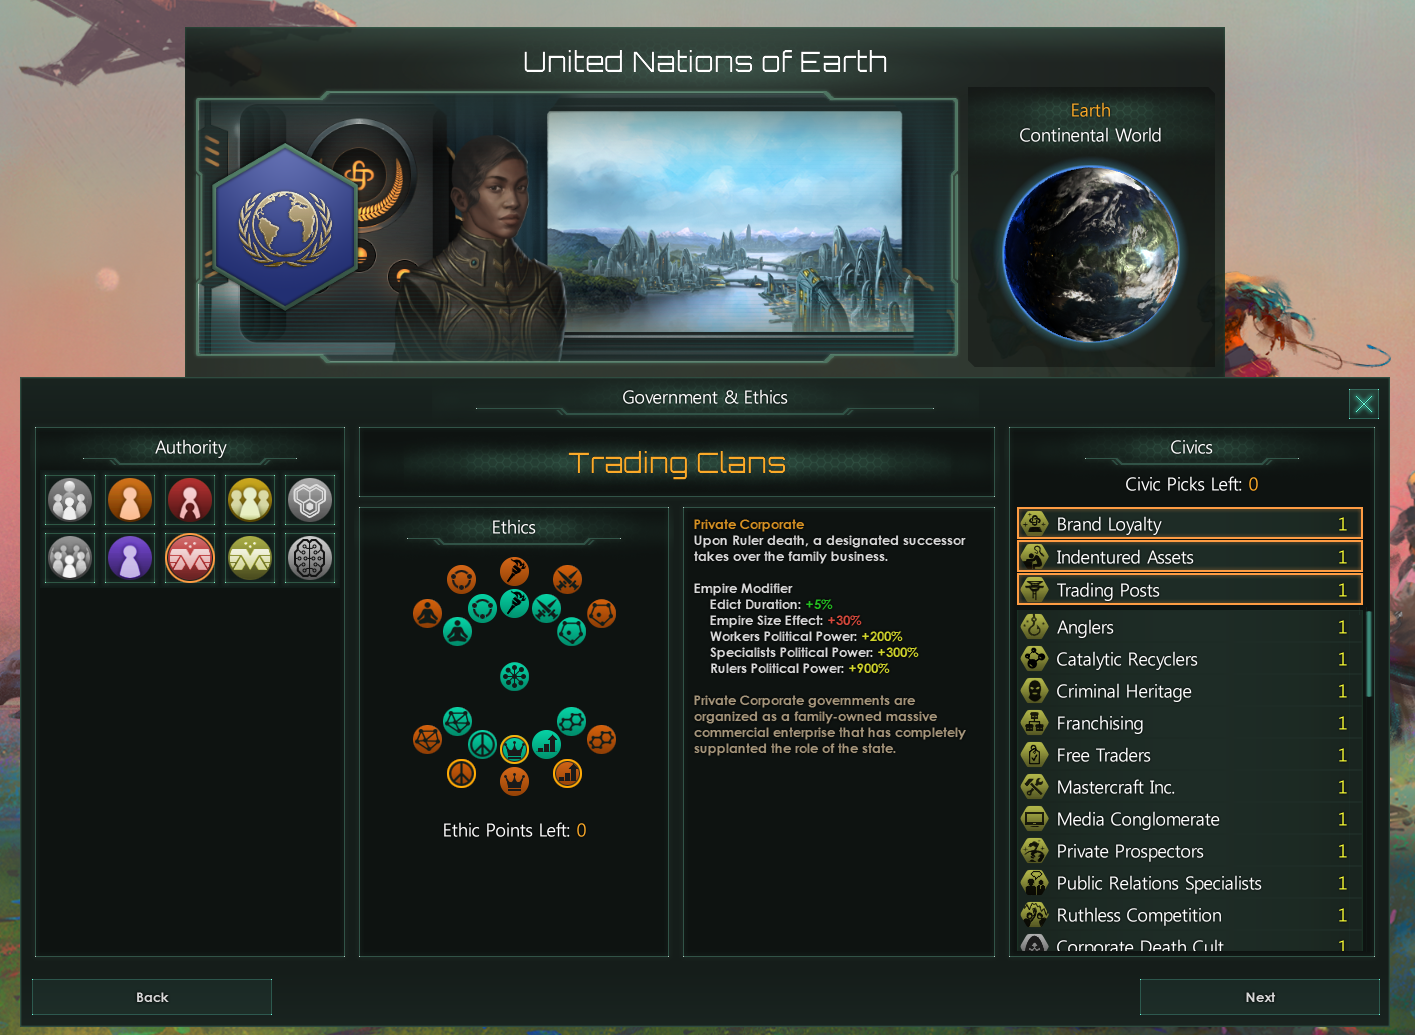 United Nations of Earth
Earth
Continental World
Government & Ethics
Authority
Trading Clans
Ethics
Ethic Points Left: 0
Private Corporate
Upon Ruler death, a designated successor
takes over the family business.
Empire Modifier
Edict Duration: +5%
Empire Size Effect: +30%
Workers Political Power: +200%
Specialists Political Power: +300%
Rulers Political Power: +900%
Private Corporate governments are
organized as a family-owned massive
commercial enterprise that has completely
supplanted the role of the state.
Civics
Civic Picks Left: 0
Brand Loyalty 1
Indentured Assets 1
Trading Posts 1
Anglers 1
Catalytic Recyclers 1
Criminal Heritage 1
Franchising 1
Free Traders 1
Mastercraft Inc. 1
Media Conglomerate 1
Private Prospectors 1
Public Relations Specialists 1
Ruthless Competition 1
Corporate Death Cult 1
Back
Next